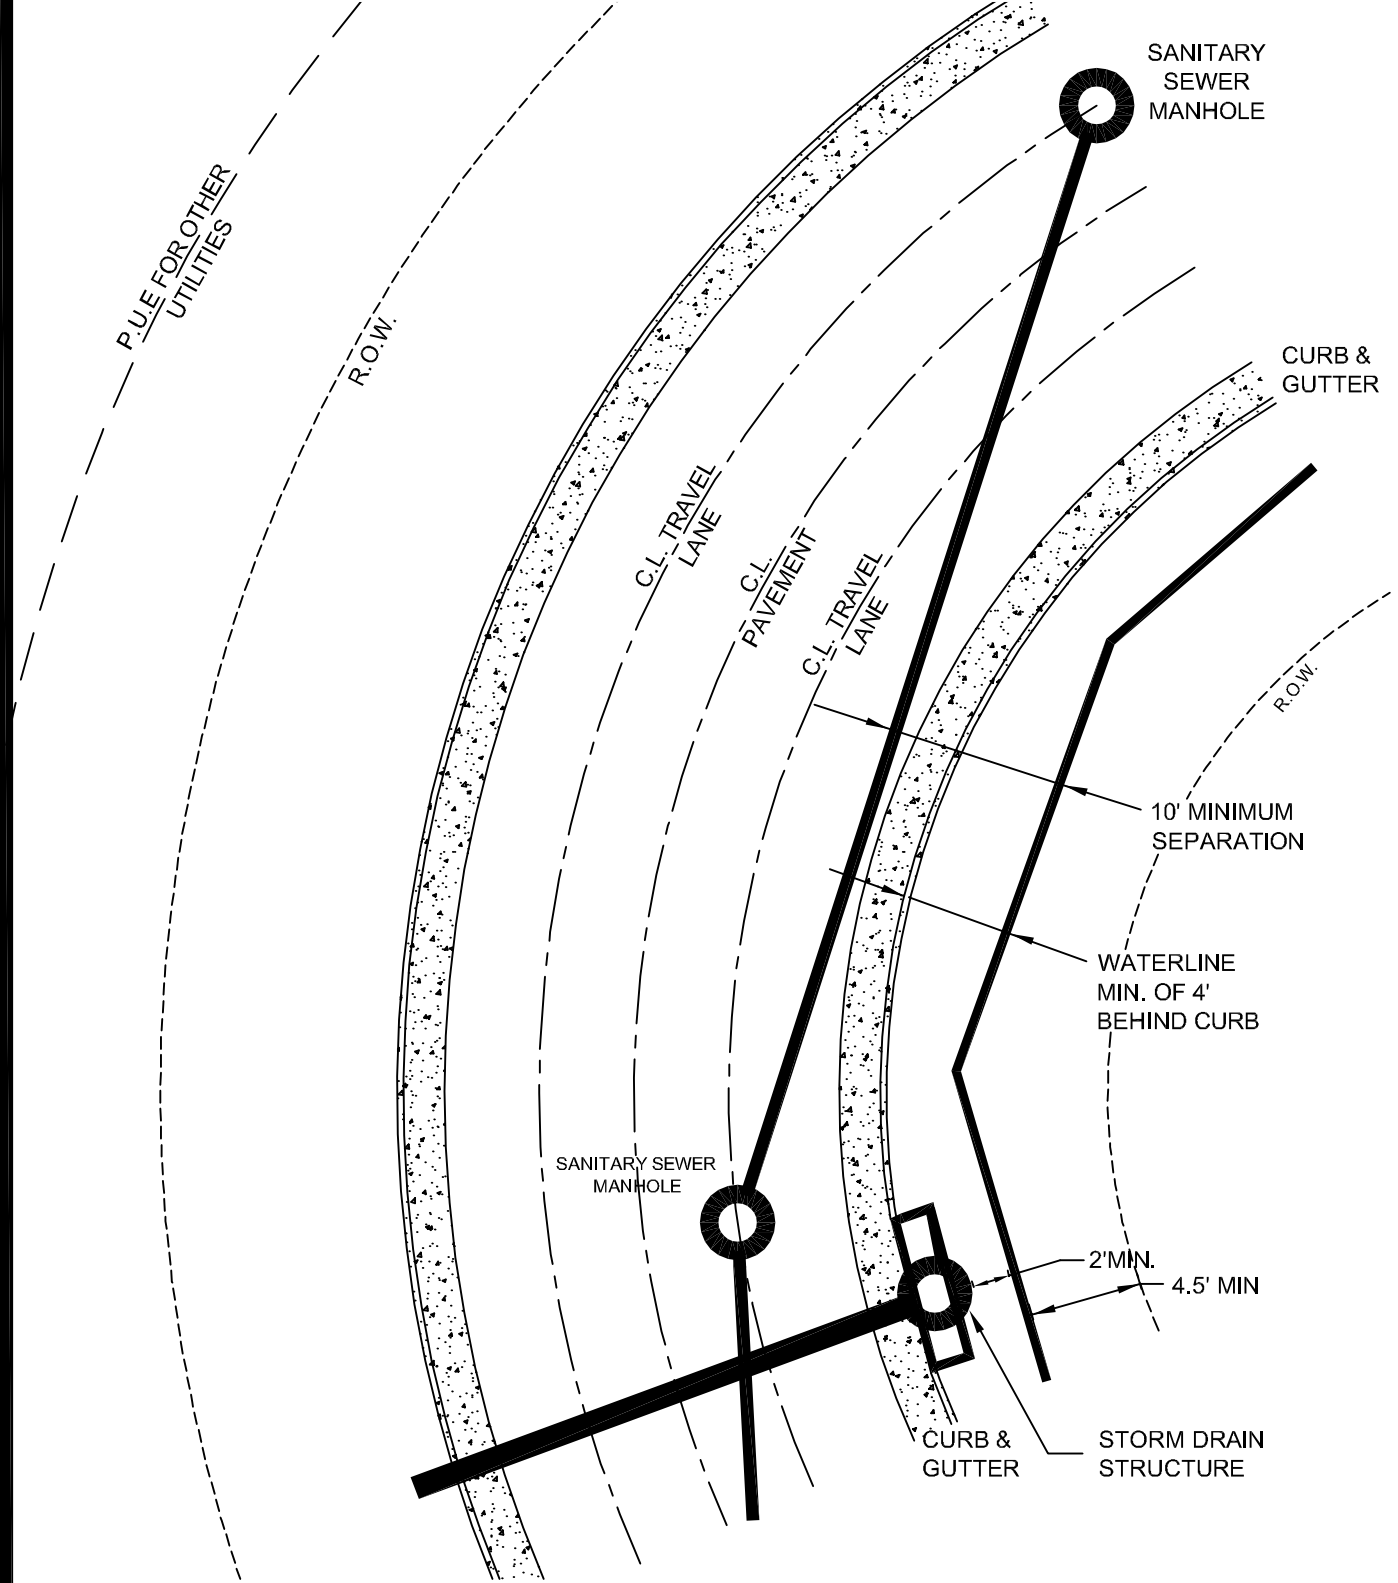 SANITARY
SEWER
MANHOLE
P.U.E FOR OTHER
UTILITIES
R.O.W.
CURB &
GUTTER
C.L. TRAVEL
LANE
C.L.
PAVEMENT
C.L. TRAVEL
LANE
R.O.W.
10' MINIMUM
SEPARATION
WATERLINE
MIN. OF 4'
BEHIND CURB
SANITARY SEWER
MANHOLE
2'MIN.
4.5' MIN
CURB &
GUTTER
STORM DRAIN
STRUCTURE